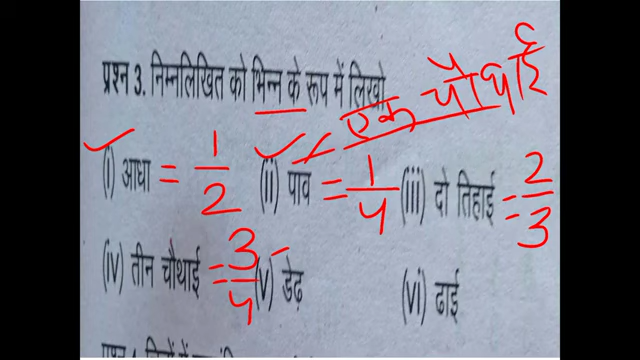 प्रश्न 3. निम्नलिखित को भिन्न के रूप में लिखो
एक चौथाई
(i) आधा = 1/2 (ii) पाव = 1/4 (iii) दो तिहाई = 2/3
(iv) तीन चौथाई = 3/4 (v) डेढ़ (vi) ढाई